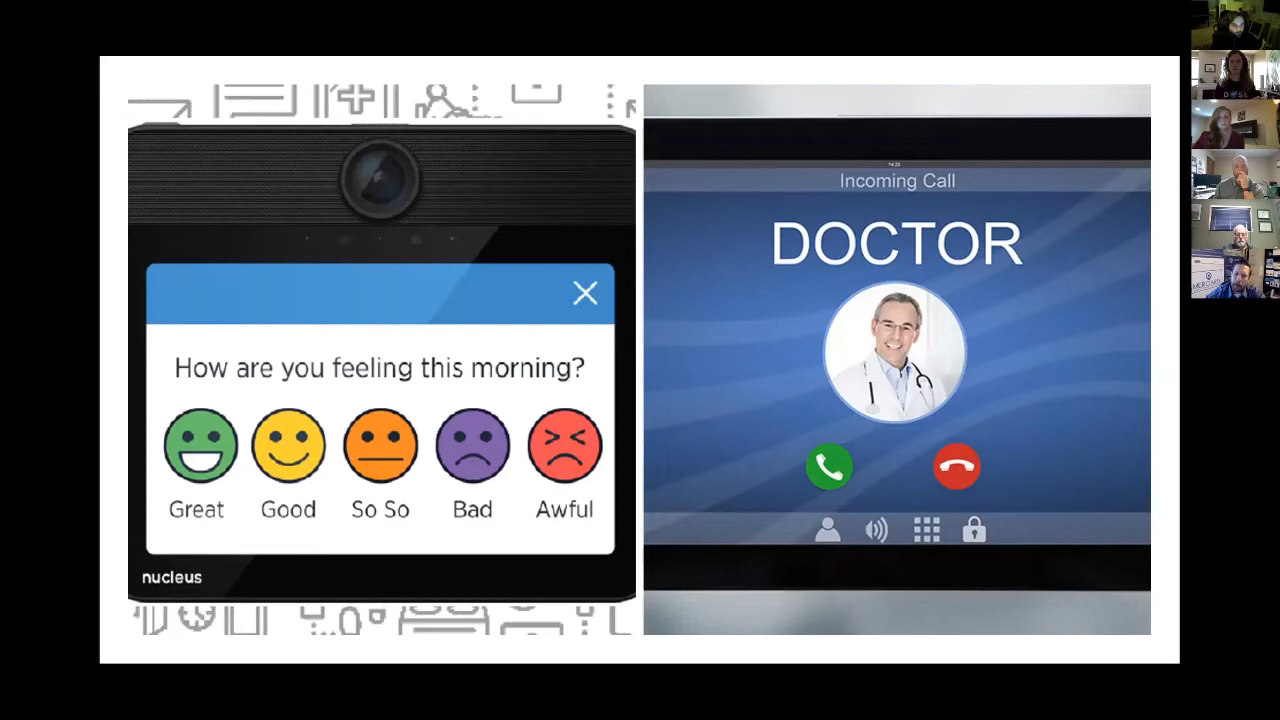 How are you feeling this morning?
Great Good So So Bad Awful
nucleus
Incoming Call
DOCTOR